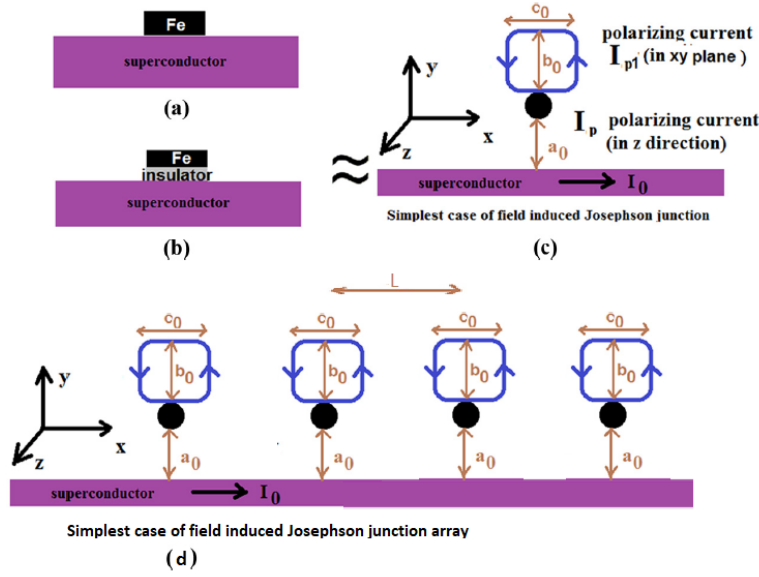 Fe
superconductor
(a)
Fe
insulator
superconductor
(b)
≈
y
x
z
c₀
b₀
a₀
polarizing current
I p1 (in xy plane )
I p polarizing current
(in z direction)
superconductor I₀
Simplest case of field induced Josephson junction
(c)
L
c₀ c₀ c₀ c₀
b₀ b₀ b₀ b₀
y
x
z
a₀ a₀ a₀ a₀
superconductor I₀
Simplest case of field induced Josephson junction array
(d)